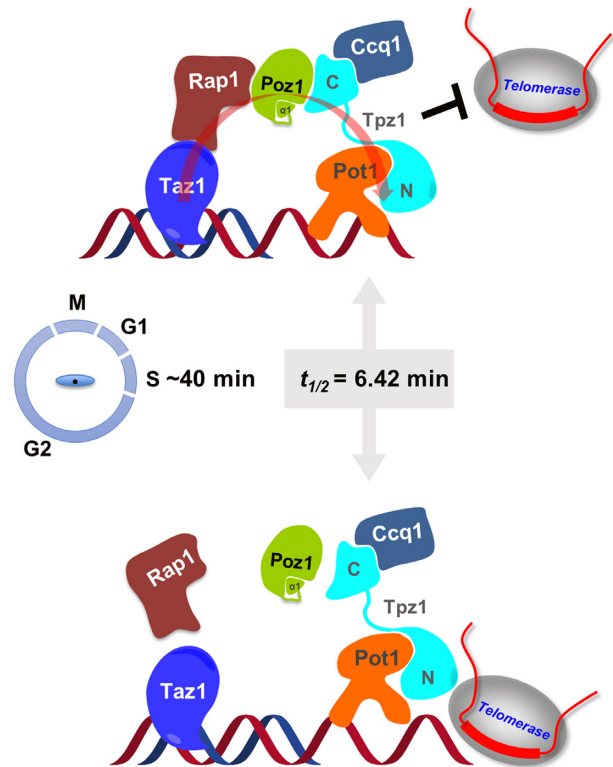 Ccq1
Rap1
Poz1
C
Telomerase
α1
Tpz1
Pot1
Taz1
N
M
G1
S ~40 min
t1/2 = 6.42 min
G2
Ccq1
Rap1
Poz1
C
α1
Tpz1
Pot1
N
Taz1
Telomerase